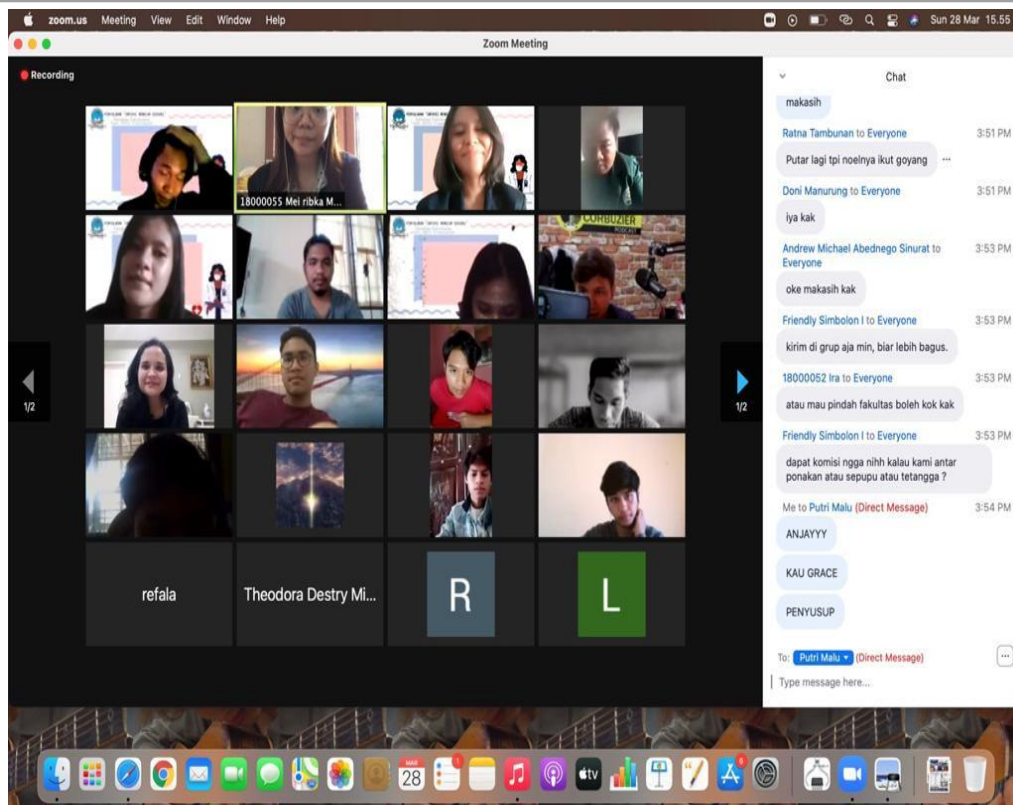 zoom.us Meeting View Edit Window Help
Sun 28 Mar 15.55
Zoom Meeting
Recording
18000055 Mei ribka M...
CORBUZIER
PODCAST
1/2
1/2
refala
Theodora Destry Mi...
R
L
Chat
makasih
Ratna Tambunan to Everyone 3:51 PM
Putar lagi tpi noelnya ikut goyang
Doni Manurung to Everyone 3:51 PM
iya kak
Andrew Michael Abednego Sinurat to 3:53 PM
Everyone
oke makasih kak
Friendly Simbolon I to Everyone 3:53 PM
kirim di grup aja min, biar lebih bagus.
18000052 Ira to Everyone 3:53 PM
atau mau pindah fakultas boleh kok kak
Friendly Simbolon I to Everyone 3:53 PM
dapat komisi ngga nihh kalau kami antar
ponakan atau sepupu atau tetangga ?
Me to Putri Malu (Direct Message) 3:54 PM
ANJAYYY
KAU GRACE
PENYUSUP
To: Putri Malu (Direct Message)
Type message here...
MAR
28
tv